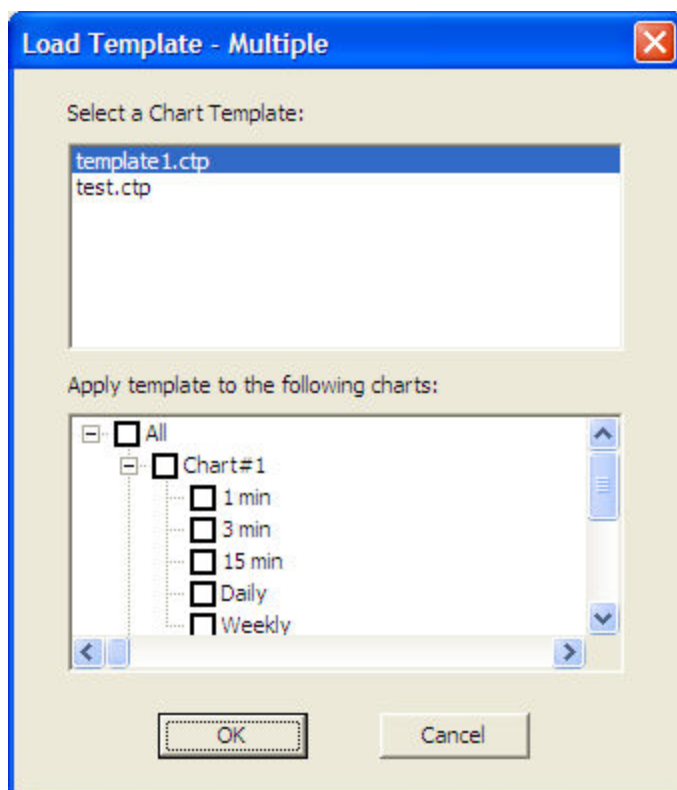 Load Template - Multiple
Select a Chart Template:
template1.ctp
test.ctp
Apply template to the following charts:
All
Chart#1
1 min
3 min
15 min
Daily
Weekly
OK Cancel